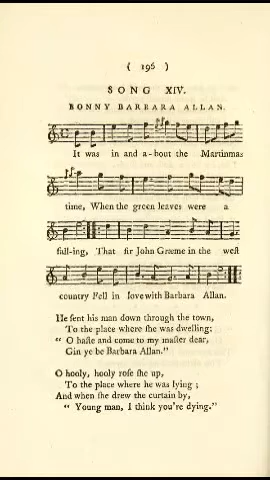 ( 196 )
SONG XIV.
BONNY BARBARA ALLAN.
It was in and a-bout the Martinmas
time, When the green leaves were a
fall-ing, That ſir John Græme in the weſt
country Fell in love with Barbara Allan.
He ſent his man down through the town,
To the place where ſhe was dwelling;
“ O haſte and come to my maſter dear,
Gin ye be Barbara Allan.”
O hooly, hooly roſe ſhe up,
To the place where he was lying ;
And when ſhe drew the curtain by,
“ Young man, I think you're dying.”